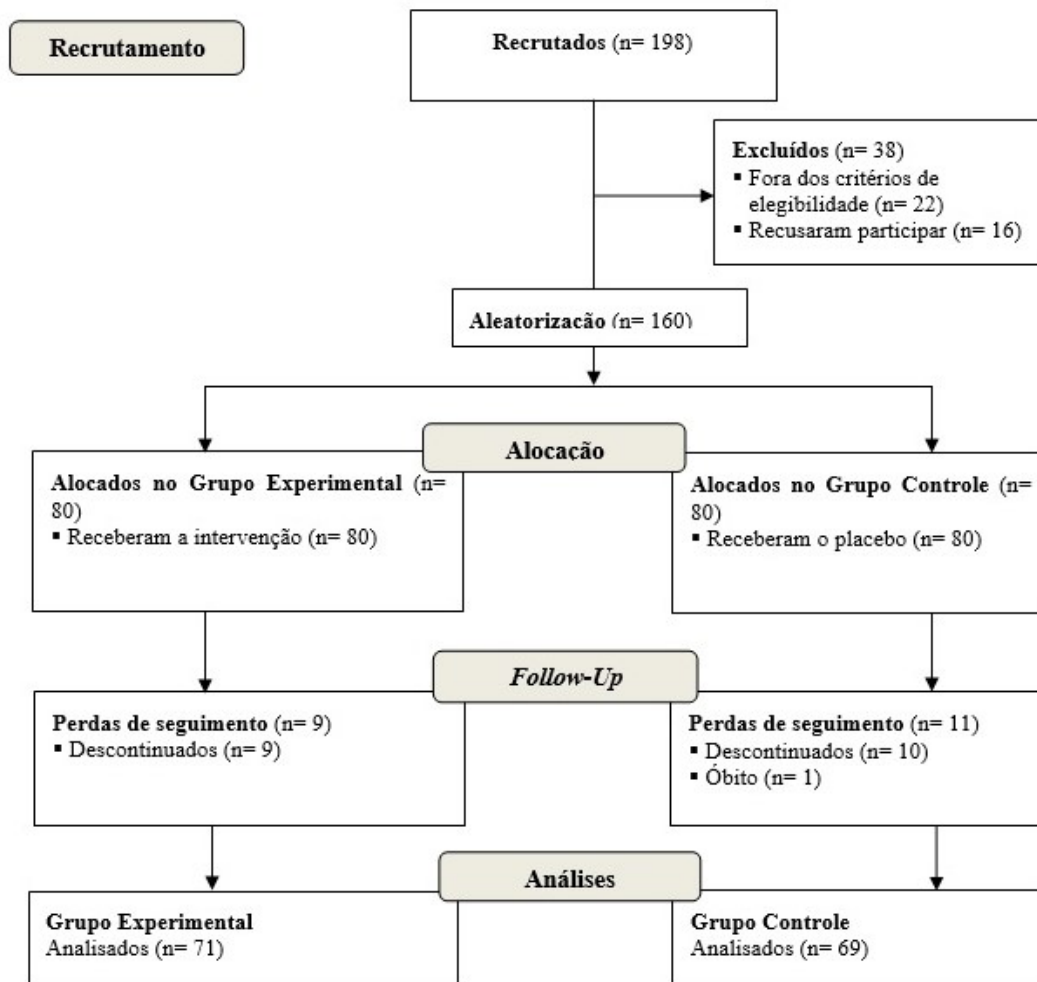 Recrutamento
Recrutados (n= 198)
Excluídos (n= 38)
▪ Fora dos critérios de
elegibilidade (n= 22)
▪ Recusaram participar (n= 16)
Aleatorização (n= 160)
Alocação
Alocados no Grupo Experimental (n=
80)
▪ Receberam a intervenção (n= 80)
Alocados no Grupo Controle (n=
80)
▪ Receberam o placebo (n= 80)
Follow-Up
Perdas de seguimento (n= 9)
▪ Descontinuados (n= 9)
Perdas de seguimento (n= 11)
▪ Descontinuados (n= 10)
▪ Óbito (n= 1)
Análises
Grupo Experimental
Analisados (n= 71)
Grupo Controle
Analisados (n= 69)